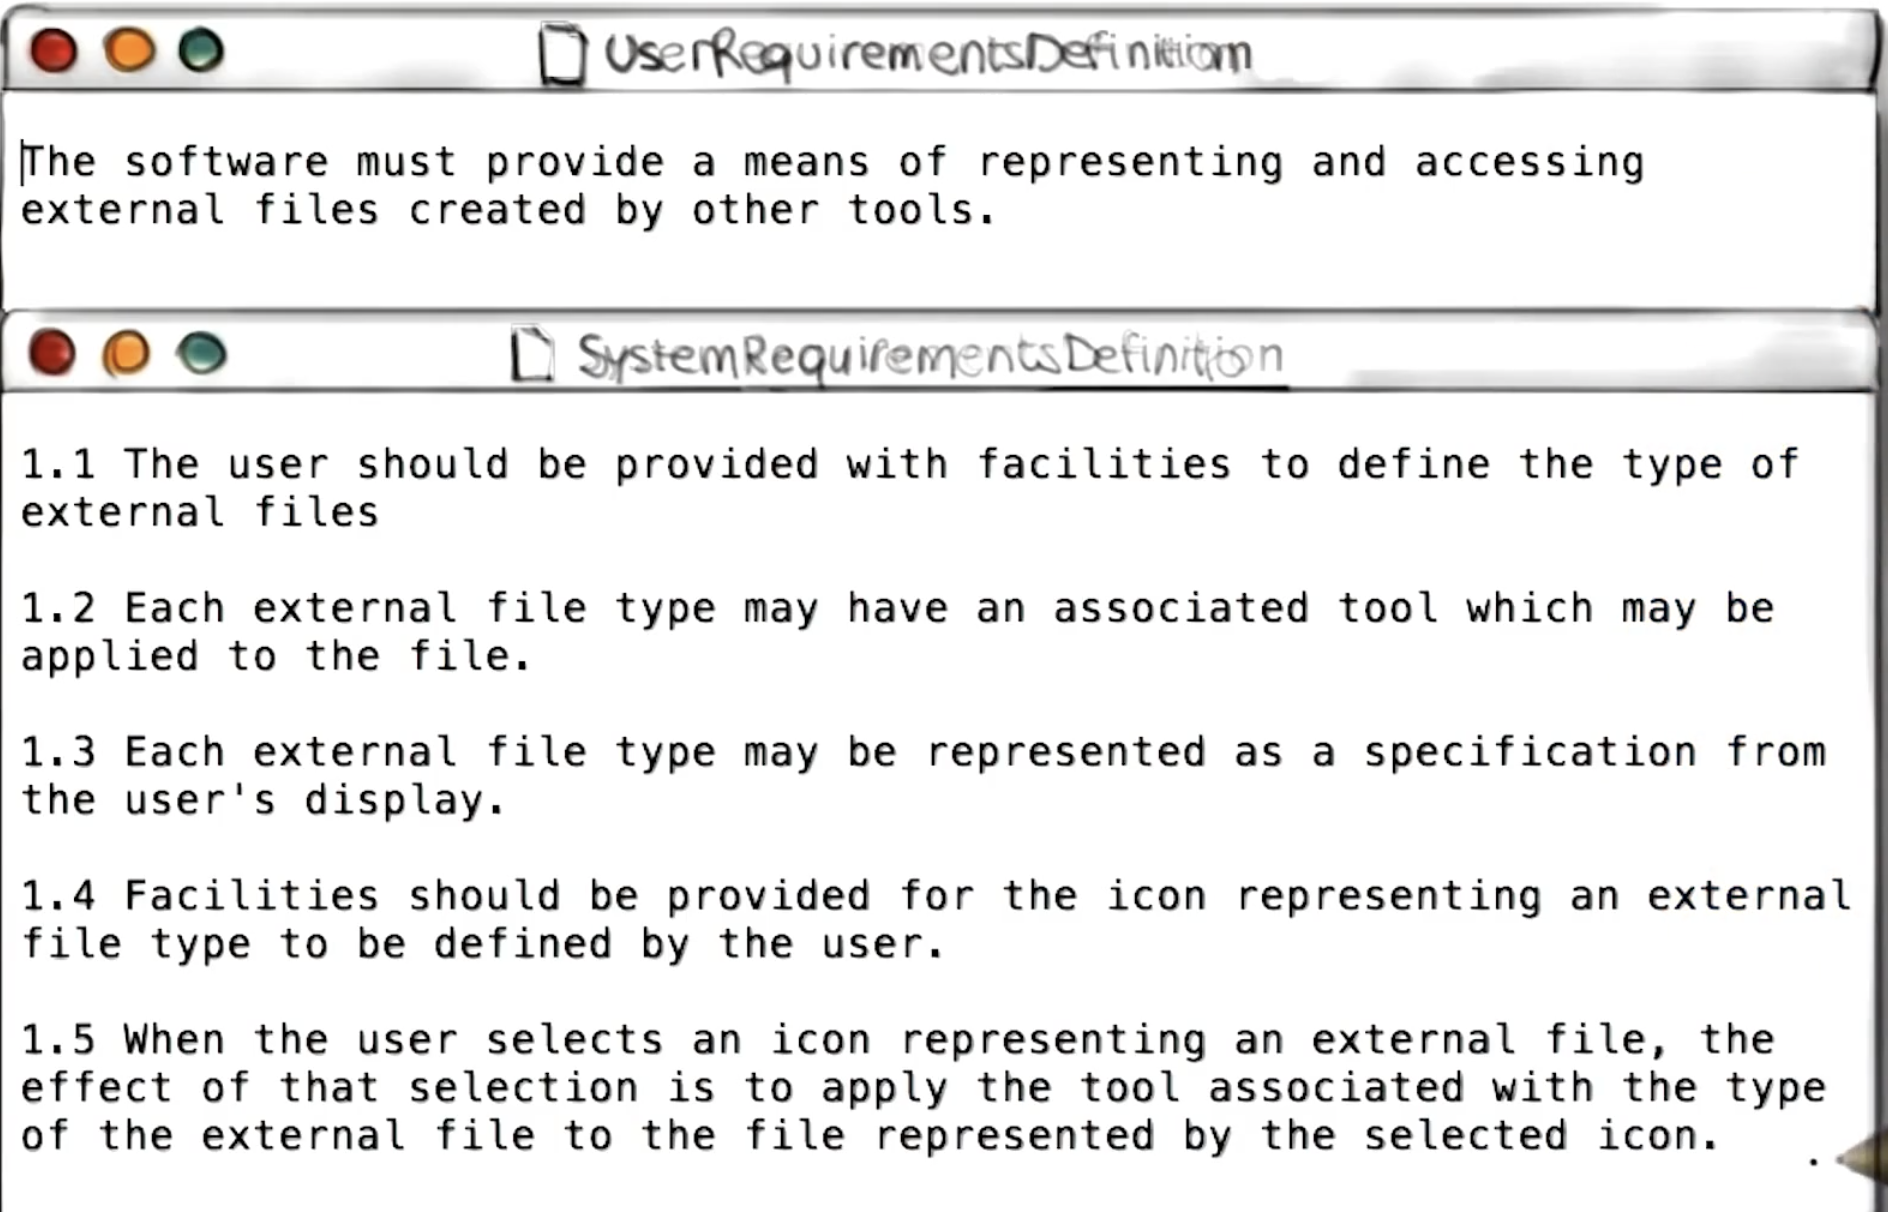 UserRequirementsDefinition
The software must provide a means of representing and accessing
external files created by other tools.
SystemRequirementsDefinition
1.1 The user should be provided with facilities to define the type of
external files
1.2 Each external file type may have an associated tool which may be
applied to the file.
1.3 Each external file type may be represented as a specification from
the user's display.
1.4 Facilities should be provided for the icon representing an external
file type to be defined by the user.
1.5 When the user selects an icon representing an external file, the
effect of that selection is to apply the tool associated with the type
of the external file to the file represented by the selected icon.